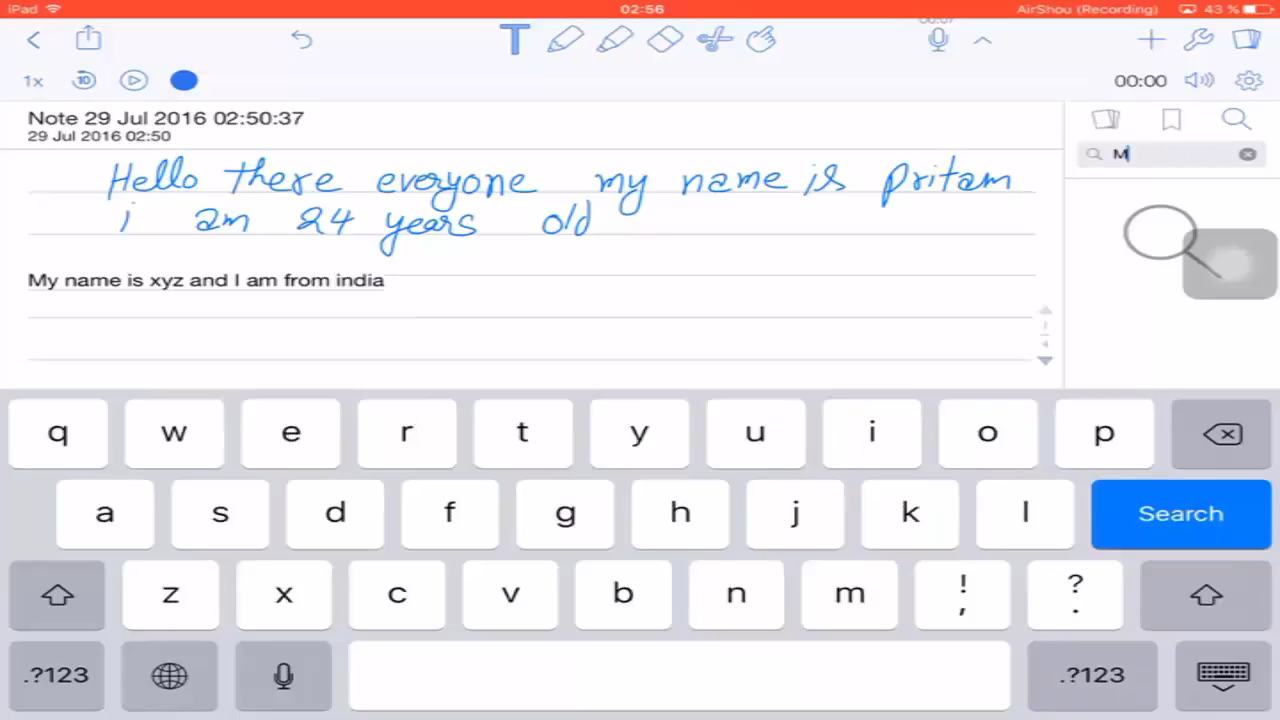 iPad 02:56 AirShou (Recording) 43 %
1x 10 00:00
Note 29 Jul 2016 02:50:37
29 Jul 2016 02:50
M
Hello there everyone my name is Pritam
i am 24 years old
My name is xyz and I am from india
q w e r t y u i o p
a s d f g h j k l Search
z x c v b n m ! , ? .
.?123 .?123